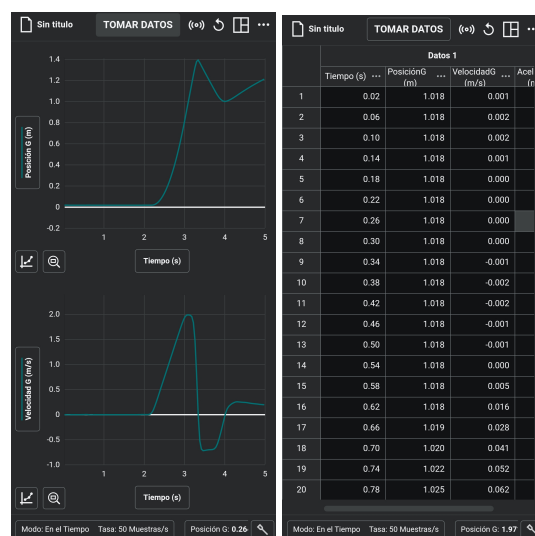 Sin titulo
TOMAR DATOS
1.4
1.2
1.0
0.8
0.6
0.4
0.2
0
-0.2
Posición G (m)
1 2 3 4 5
Tiempo (s)
2.0
1.5
1.0
0.5
0
-0.5
-1.0
Velocidad G (m/s)
1 2 3 4 5
Tiempo (s)
Modo: En el Tiempo Tasa: 50 Muestras/s Posición G: 0.26
Sin titulo
TOMAR DATOS
Datos 1
Tiempo (s) ··· PosiciónG (m) ··· VelocidadG (m/s) ··· Acel
1 0.02 1.018 0.001
2 0.06 1.018 0.002
3 0.10 1.018 0.002
4 0.14 1.018 0.001
5 0.18 1.018 0.000
6 0.22 1.018 0.000
7 0.26 1.018 0.000
8 0.30 1.018 0.000
9 0.34 1.018 -0.001
10 0.38 1.018 -0.002
11 0.42 1.018 -0.002
12 0.46 1.018 -0.001
13 0.50 1.018 -0.001
14 0.54 1.018 0.000
15 0.58 1.018 0.005
16 0.62 1.018 0.016
17 0.66 1.019 0.028
18 0.70 1.020 0.041
19 0.74 1.022 0.052
20 0.78 1.025 0.062
Modo: En el Tiempo Tasa: 50 Muestras/s Posición G: 1.97